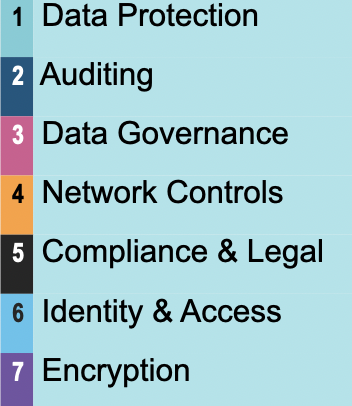 1 Data Protection
2 Auditing
3 Data Governance
4 Network Controls
5 Compliance & Legal
6 Identity & Access
7 Encryption